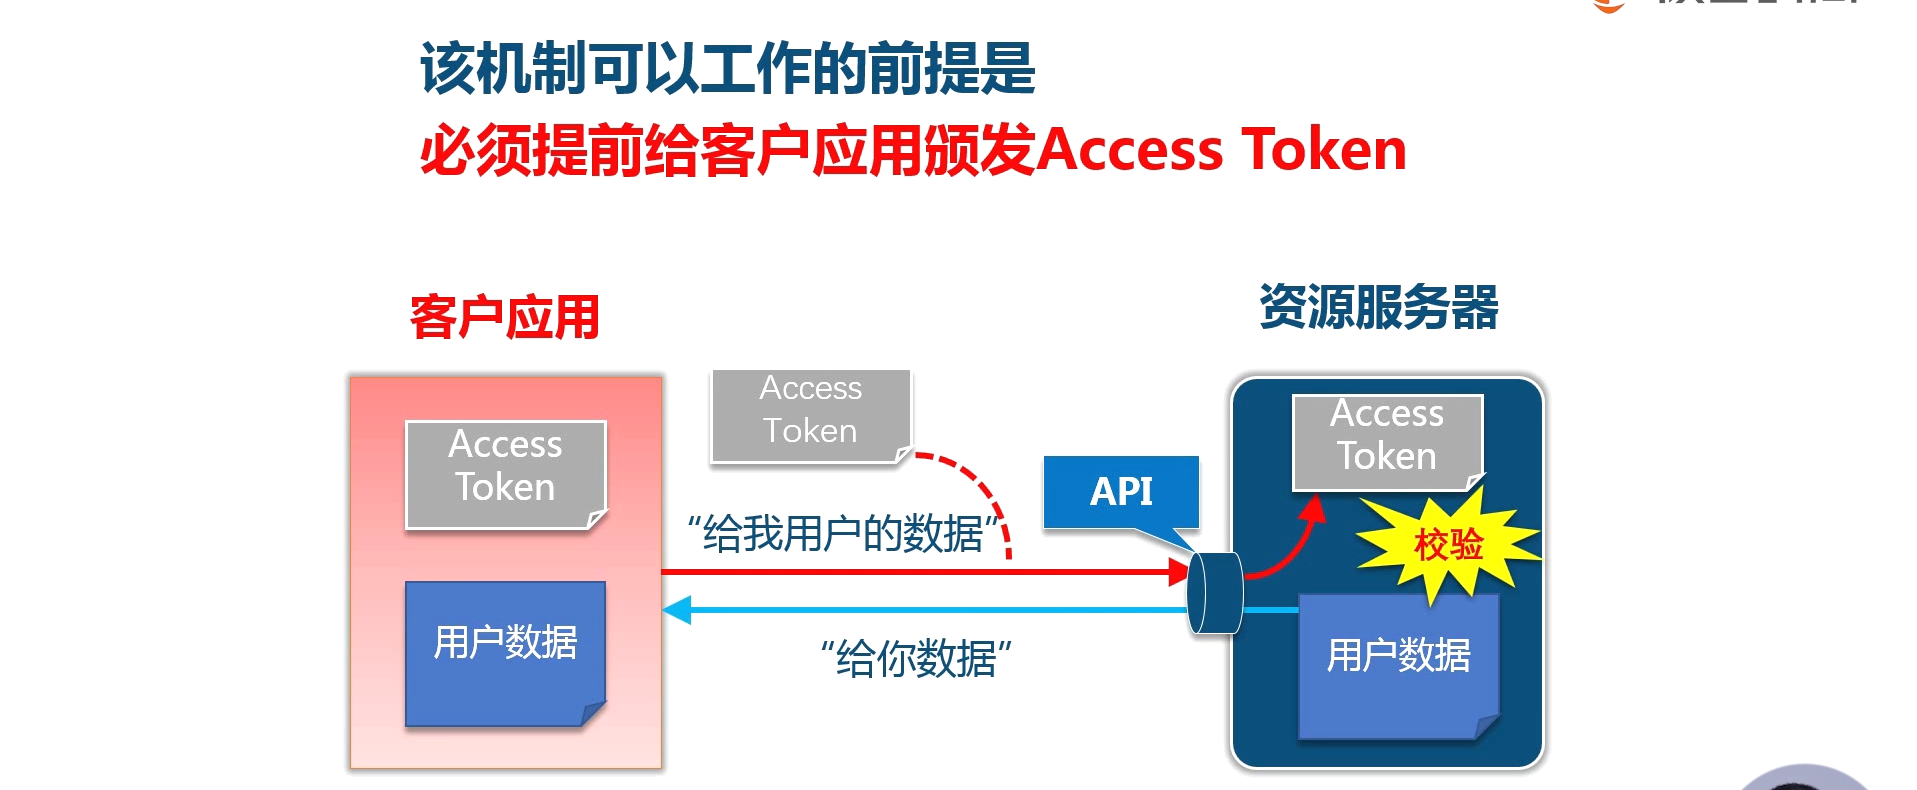 该机制可以工作的前提是
必须提前给客户应用颁发Access Token
客户应用
资源服务器
Access
Token
Access
Token
Access
Token
API
“给我用户的数据”
校验
用户数据
“给你数据”
用户数据